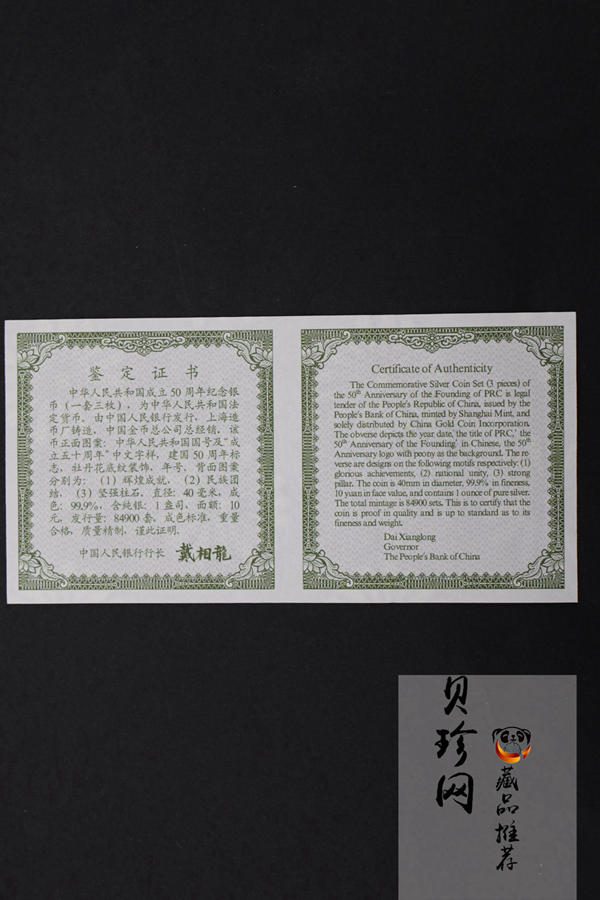 鉴定证书
中华人民共和国成立50周年纪念银
币（一套三枚），为中华人民共和国法
定货币。由中国人民银行发行，上海造
币厂铸造，中国金币总公司总经销。该
币正面图案：中华人民共和国国号及“成
立五十周年”中文字样，建国50周年标
志，牡丹花底纹装饰，年号。背面图案
分别为：（1）辉煌成就，（2）民族团
结，（3）坚强柱石。直径：40毫米，成
色：99.9%，含纯银：1盎司，面额：10
元，发行量：84900套。成色标准，重量
合格，质量精制。谨此证明。
中国人民银行行长 戴相龍
Certificate of Authenticity
The Commemorative Silver Coin Set (3 pieces) of
the 50th Anniversary of the Founding of PRC is legal
tender of the People's Republic of China, issued by the
People's Bank of China, minted by Shanghai Mint, and
solely distributed by China Gold Coin Incorporation.
The obverse depicts the year date, the title of PRC,'the
50th Anniversary of the Founding' in Chinese, the 50th
Anniversary logo with peony as the background. The re-
verse are designs on the following motifs respectively: (1)
glorious achievements, (2) national unity, (3) strong
pillar. The coin is 40mm in diameter, 99.9% in fineness,
10 yuan in face value, and contains 1 ounce of pure silver.
The total mintage is 84900 sets. This is to certify that the
coin is proof in quality and is up to standard as to its
fineness and weight.
Dai Xianglong
Governor
The People's Bank of China
贝珍网
藏品推荐